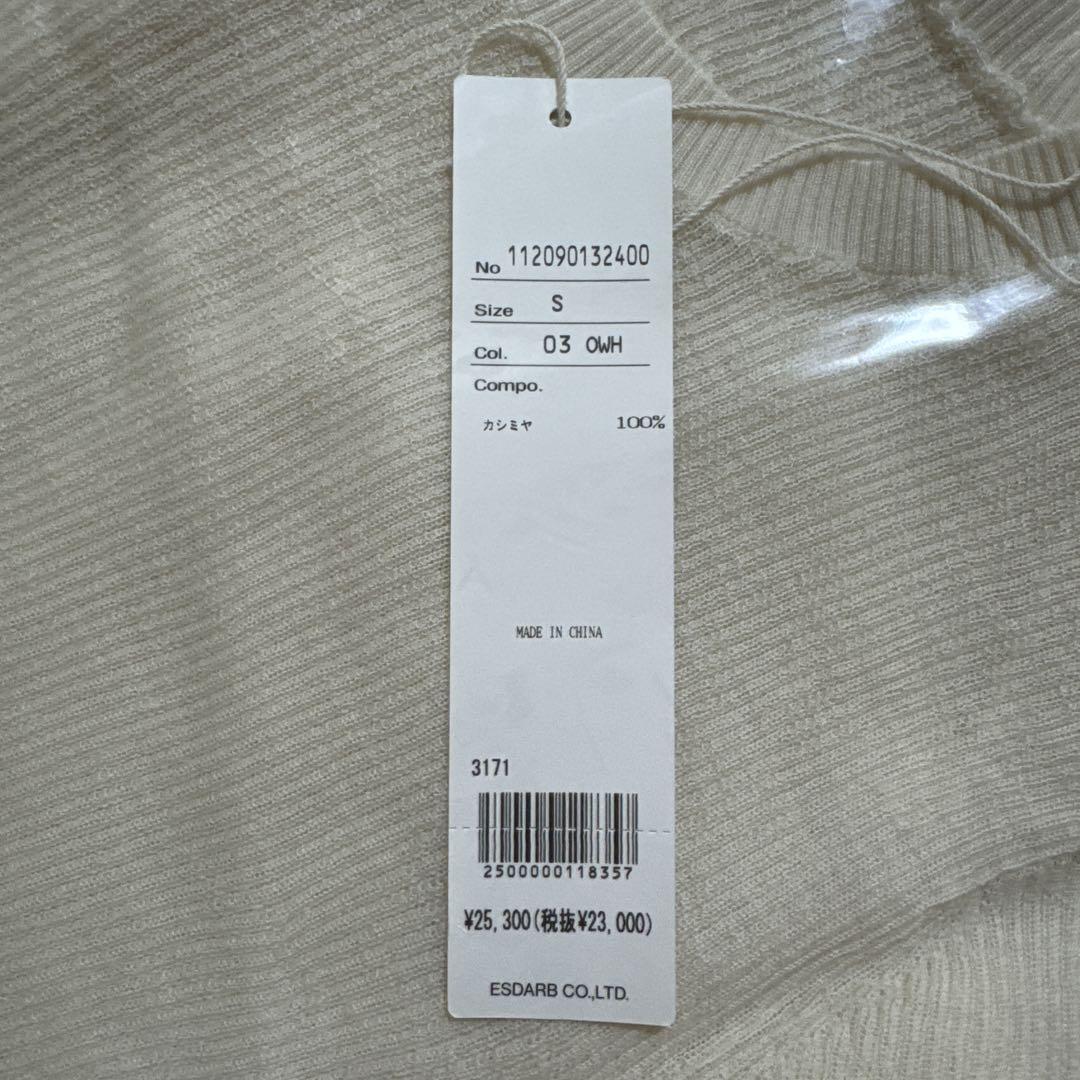 No 112090132400
Size S
Col. 03 OWH
Compo.
カシミヤ 100%
MADE IN CHINA
3171
2500000118357
¥25,300(税抜¥23,000)
ESDARB CO.,LTD.